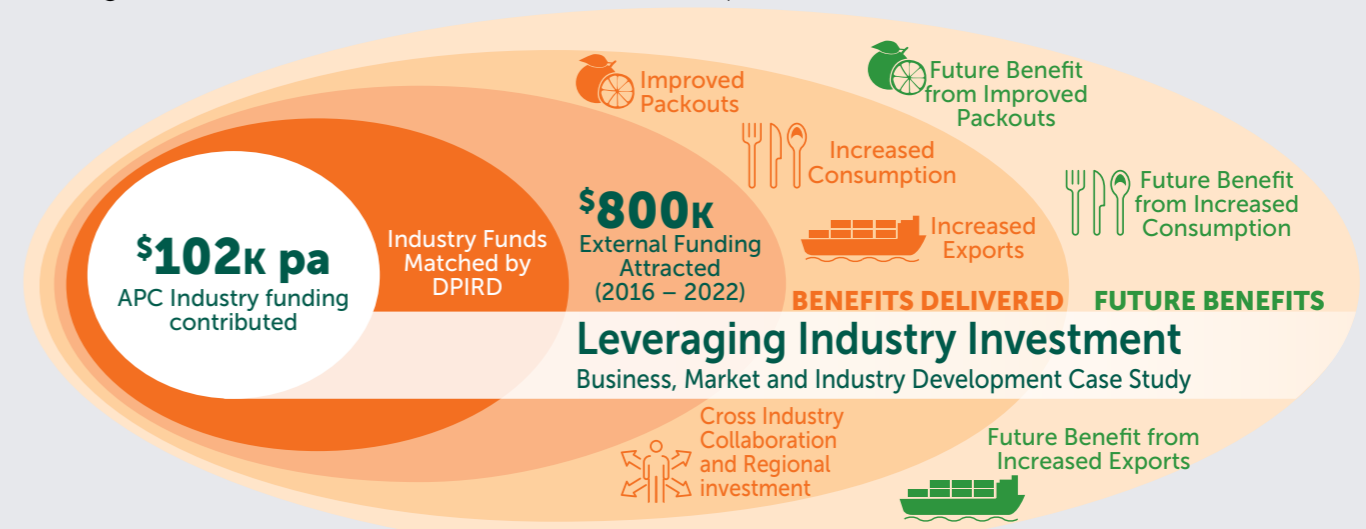 $102K pa
APC Industry funding
contributed
Industry Funds
Matched by
DPIRD
$800K
External Funding
Attracted
(2016 – 2022)
Improved
Packouts
Increased
Consumption
Increased
Exports
BENEFITS DELIVERED
Future Benefit
from Improved
Packouts
Future Benefit
from Increased
Consumption
FUTURE BENEFITS
Leveraging Industry Investment
Business, Market and Industry Development Case Study
Cross Industry
Collaboration
and Regional
investment
Future Benefit from
Increased Exports